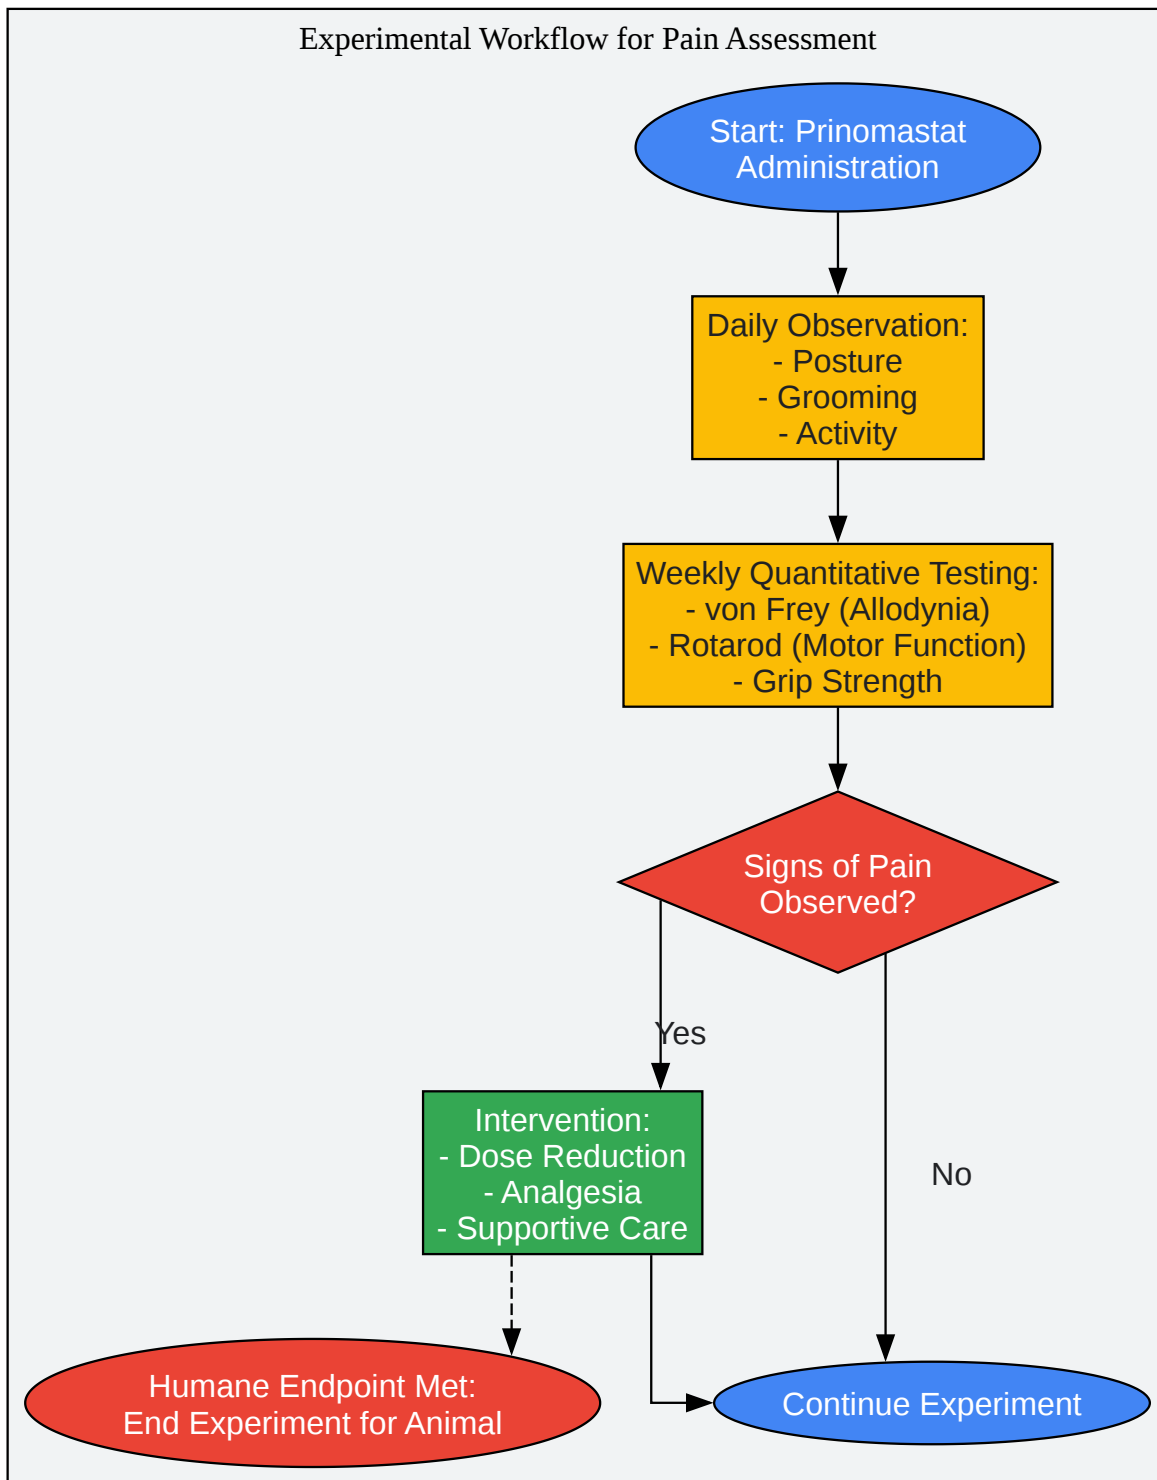 Experimental Workflow for Pain Assessment
Start: Prinomastat
Administration
Daily Observation:
- Posture
- Grooming
- Activity
Weekly Quantitative Testing:
- von Frey (Allodynia)
- Rotarod (Motor Function)
- Grip Strength
Signs of Pain
Observed?
Yes
Intervention:
- Dose Reduction
- Analgesia
- Supportive Care
No
Humane Endpoint Met:
End Experiment for Animal
Continue Experiment